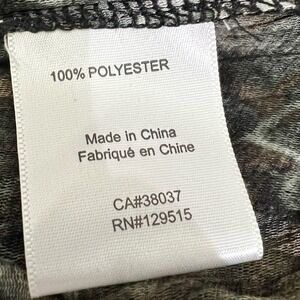 100% POLYESTER
Made in China
Fabriqué en Chine
CA#38037
RN#129515